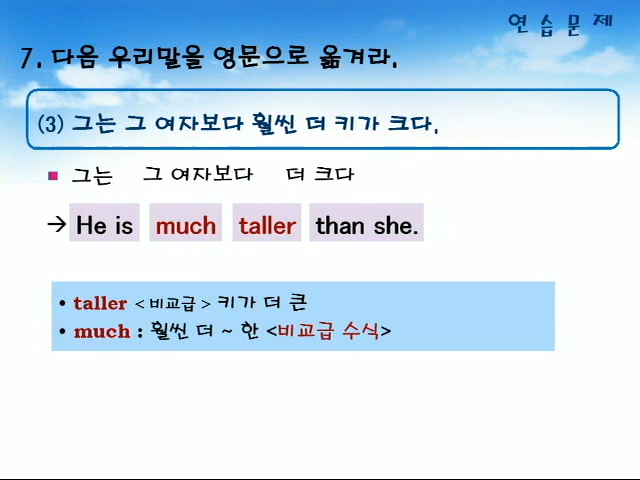 연 습 문 제
7. 다음 우리말을 영문으로 옮겨라.
(3) 그는 그 여자보다 훨씬 더 키가 크다.
■ 그는 그 여자보다 더 크다
→ He is much taller than she.
• taller < 비교급 > 키가 더 큰
• much : 훨씬 더 ~ 한 <비교급 수식>